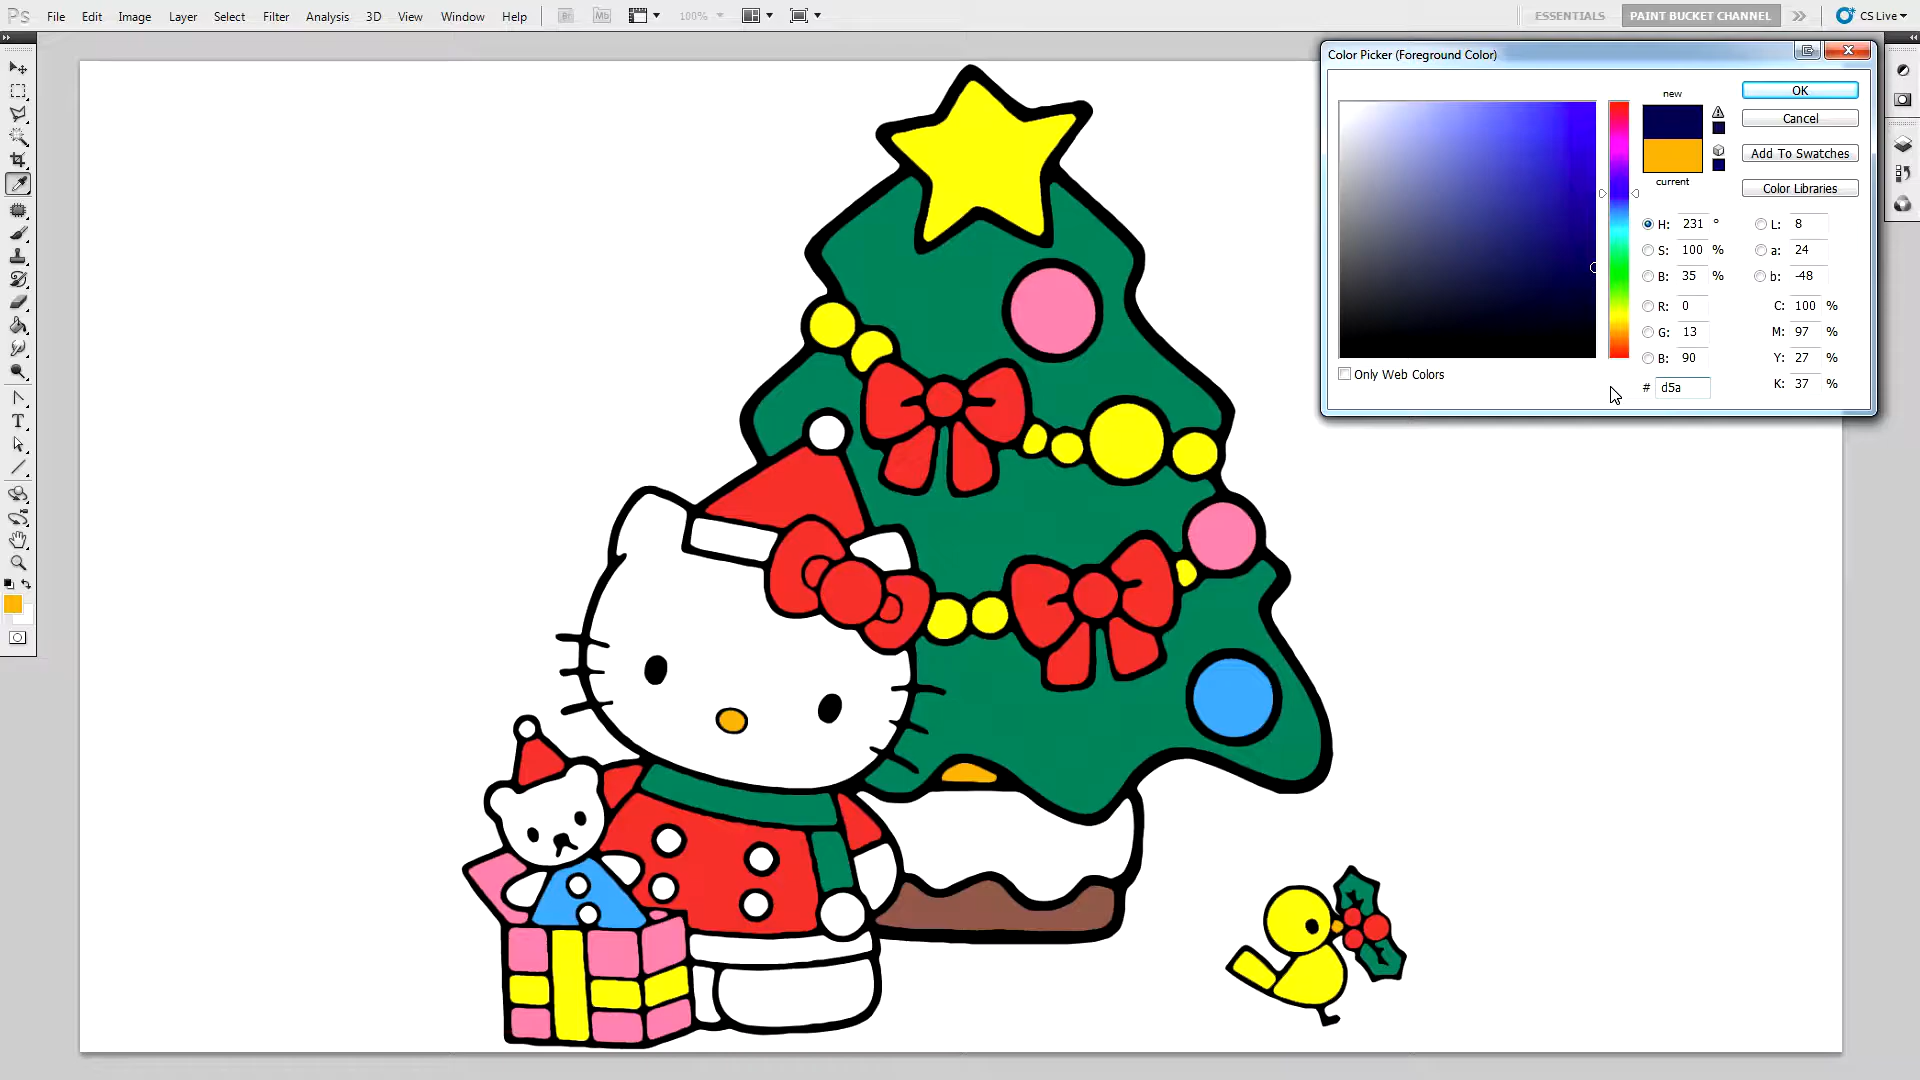 Ps File Edit Image Layer Select Filter Analysis 3D View Window Help Br Mb 100% ESSENTIALS PAINT BUCKET CHANNEL CS Live
Color Picker (Foreground Color)
new
current
OK
Cancel
Add To Swatches
Color Libraries
H: 231 ° L: 8
S: 100 % a: 24
B: 35 % b: -48
R: 0 C: 100 %
G: 13 M: 97 %
B: 90 Y: 27 %
# d5a K: 37 %
Only Web Colors
T